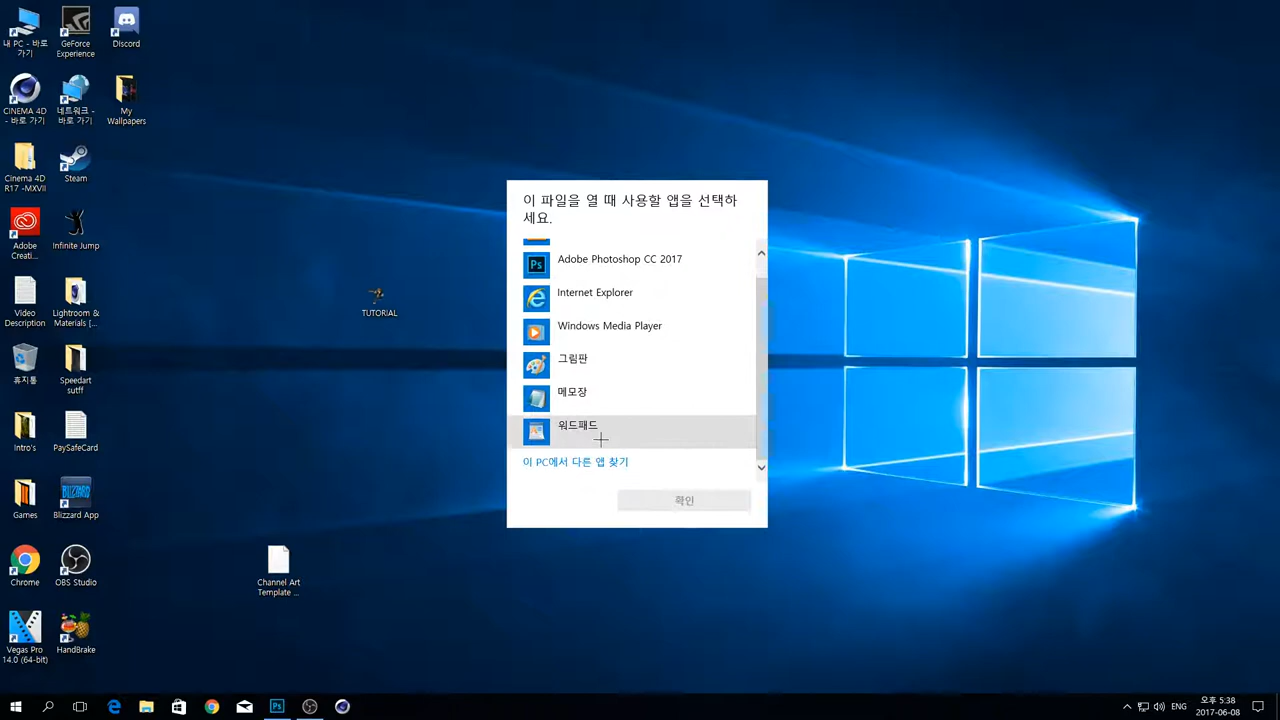 내 PC - 바로
가기
GeForce
Experience
Discord
CINEMA 4D
- 바로 가기
네트워크 -
바로 가기
My
Wallpapers
Cinema 4D
R17 -MXVII
Steam
Adobe
Creati...
Infinite Jump
Video
Description
Lightroom &
Materials [...
휴지통
Speedart
sutff
Intro's
PaySafeCard
Games
Blizzard App
Chrome
OBS Studio
Vegas Pro
14.0 (64-bit)
HandBrake
TUTORIAL
Channel Art
Template ...
이 파일을 열 때 사용할 앱을 선택하
세요.
Ps
Adobe Photoshop CC 2017
Internet Explorer
Windows Media Player
그림판
메모장
워드패드
이 PC에서 다른 앱 찾기
확인
Ps
ENG
오후 5:38
2017-06-08